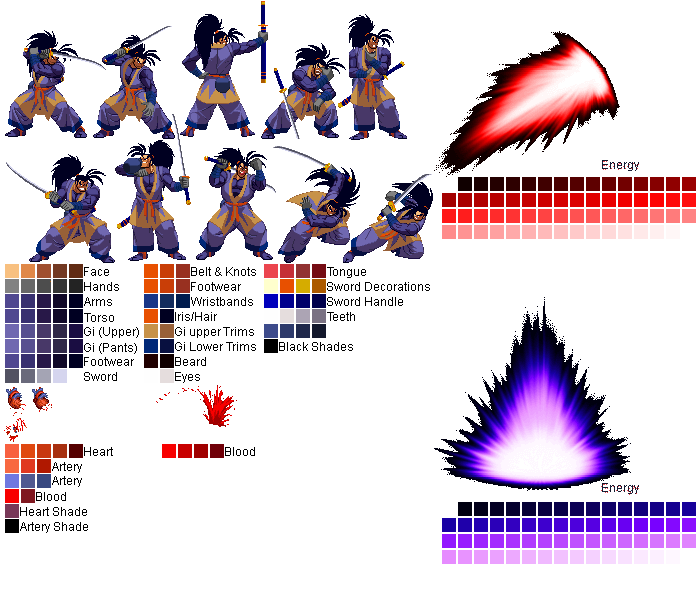 Energy
Face
Hands
Arms
Torso
Gi (Upper)
Gi (Pants)
Footwear
Sword
Belt & Knots
Footwear
Wristbands
Iris/Hair
Gi upper Trims
Gi Lower Trims
Beard
Eyes
Tongue
Sword Decorations
Sword Handle
Teeth
Black Shades
Heart
Artery
Artery
Blood
Heart Shade
Artery Shade
Blood
Energy